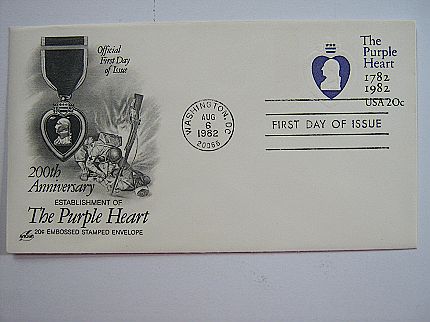 Official
First Day
of Issue
200th
Anniversary
ESTABLISHMENT OF
The Purple Heart
20¢ EMBOSSED STAMPED ENVELOPE
WASHINGTON, DC
AUG
6
1982
20066
The
Purple
Heart
1782
1982
USA 20c
FIRST DAY OF ISSUE